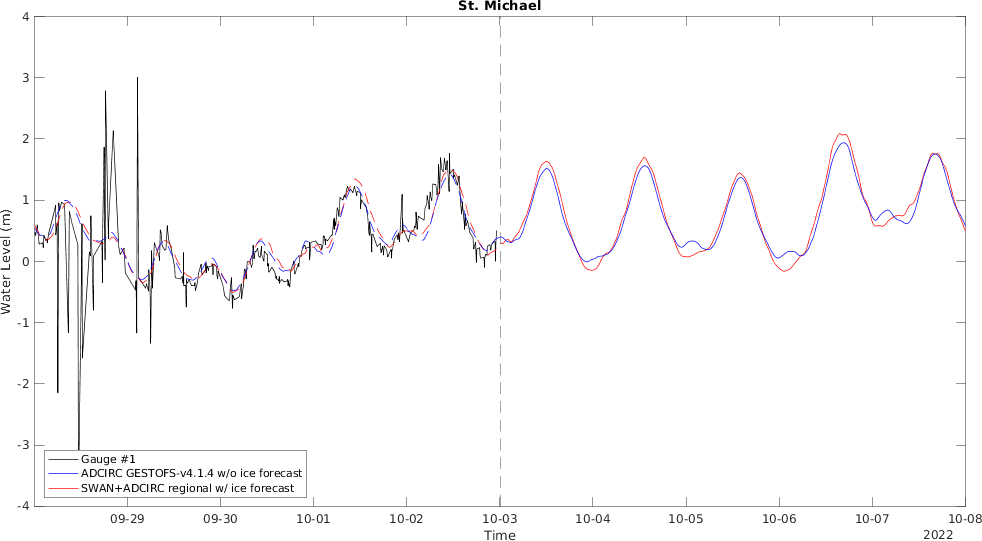 St. Michael
4
3
2
1
0
-1
-2
-3
-4
Water Level (m)
Gauge #1
ADCIRC GESTOFS-v4.1.4 w/o ice forecast
SWAN+ADCIRC regional w/ ice forecast
09-29 09-30 10-01 10-02 10-03 10-04 10-05 10-06 10-07 10-08
Time
2022